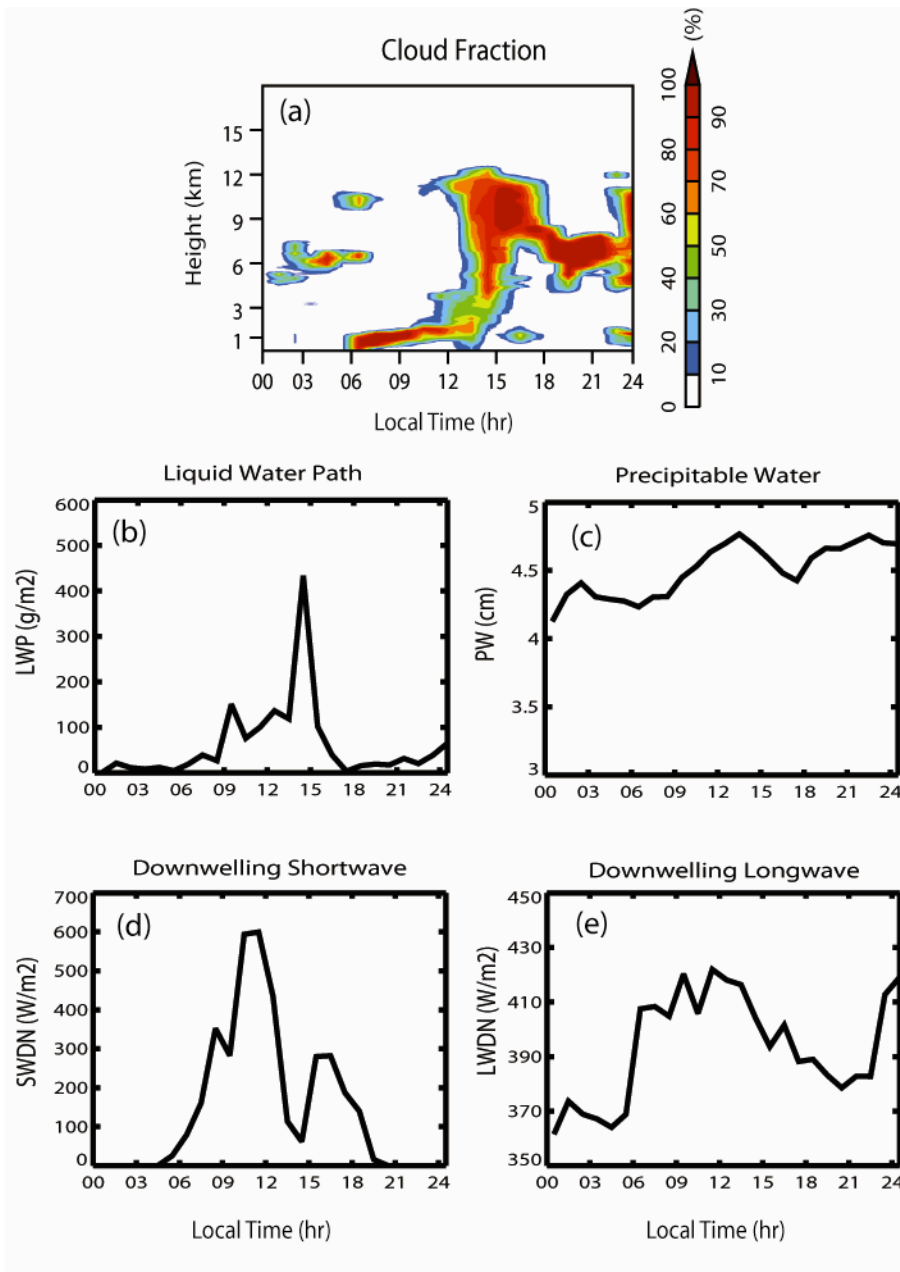 Cloud Fraction
(%)
(a)
Height (km)
15
12
9
6
3
1
00 03 06 09 12 15 18 21 24
Local Time (hr)
0 20 40 60 80 100
10 30 50 70 90
Liquid Water Path
(b)
LWP (g/m2)
600
500
400
300
200
100
0
00 03 06 09 12 15 18 21 24
Precipitable Water
(c)
PW (cm)
5
4.5
4
3.5
3
00 03 06 09 12 15 18 21 24
Downwelling Shortwave
(d)
SWDN (W/m2)
700
600
500
400
300
200
100
0
00 03 06 09 12 15 18 21 24
Local Time (hr)
Downwelling Longwave
(e)
LWDN (W/m2)
450
430
410
390
370
350
00 03 06 09 12 15 18 21 24
Local Time (hr)